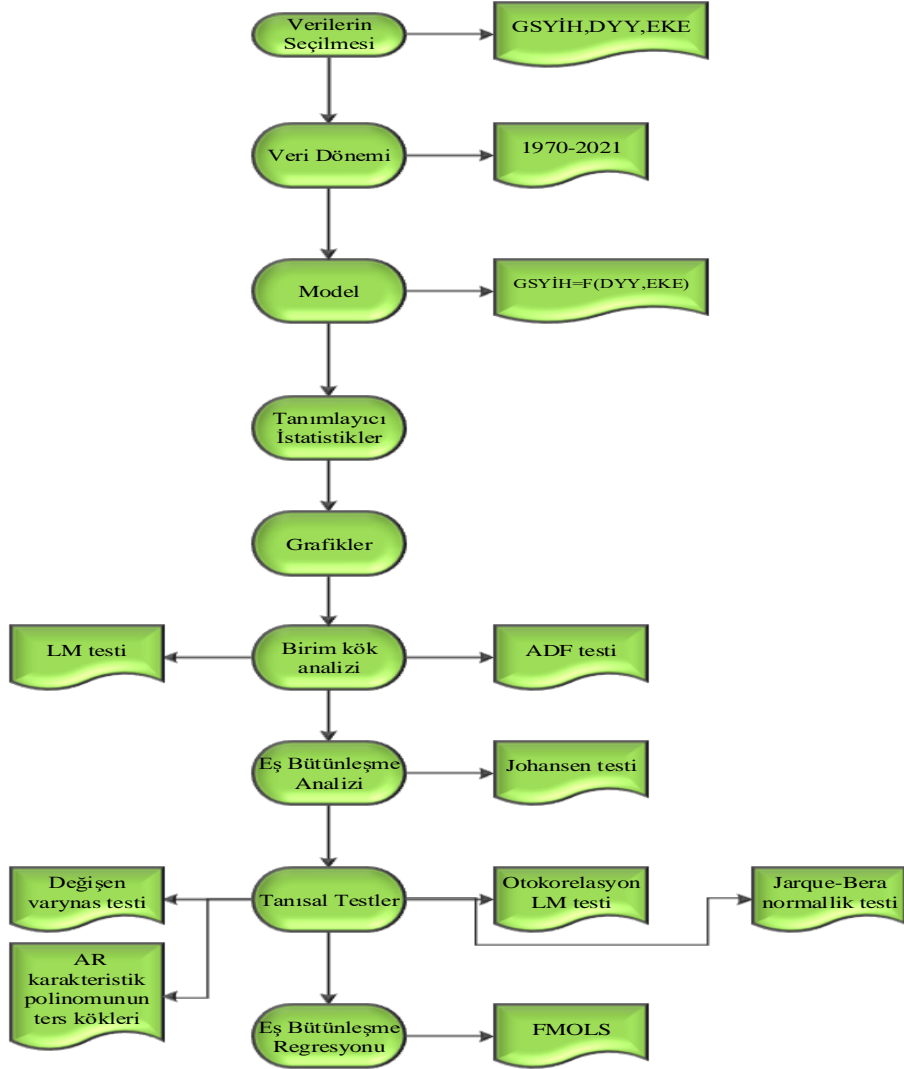 Verilerin
Seçilmesi
GSYİH,DYY,EKE
Veri Dönemi
1970-2021
Model
GSYİH=F(DYY,EKE)
Tanımlayıcı
İstatistikler
Grafikler
LM testi
Birim kök
analizi
ADF testi
Eş Bütünleşme
Analizi
Johansen testi
Değişen
varynas testi
Tanısal Testler
Otokorelasyon
LM testi
Jarque-Bera
normallik testi
AR
karakteristik
polinomunun
ters kökleri
Eş Bütünleşme
Regresyonu
FMOLS